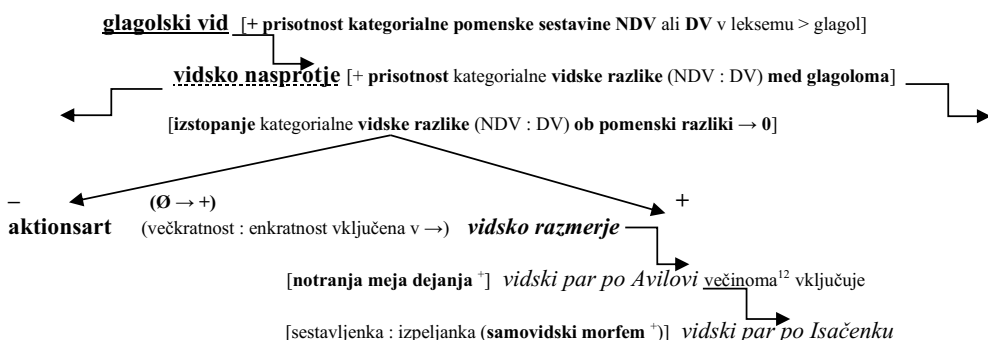 glagolski vid [+ prisotnost kategorialne pomenske sestavine NDV ali DV v leksemu > glagol]
vidsko nasprotje [+ prisotnost kategorialne vidske razlike (NDV : DV) med glagoloma]
[izstopanje kategorialne vidske razlike (NDV : DV) ob pomenski razliki → 0]
– (Ø → +) +
aktionsart (večkratnost : enkratnost vključena v →) vidsko razmerje
[notranja meja dejanja ⁺] vidski par po Avilovi večinoma¹² vključuje
[sestavljenka : izpeljanka (samovidski morfem ⁺)] vidski par po Isačenku